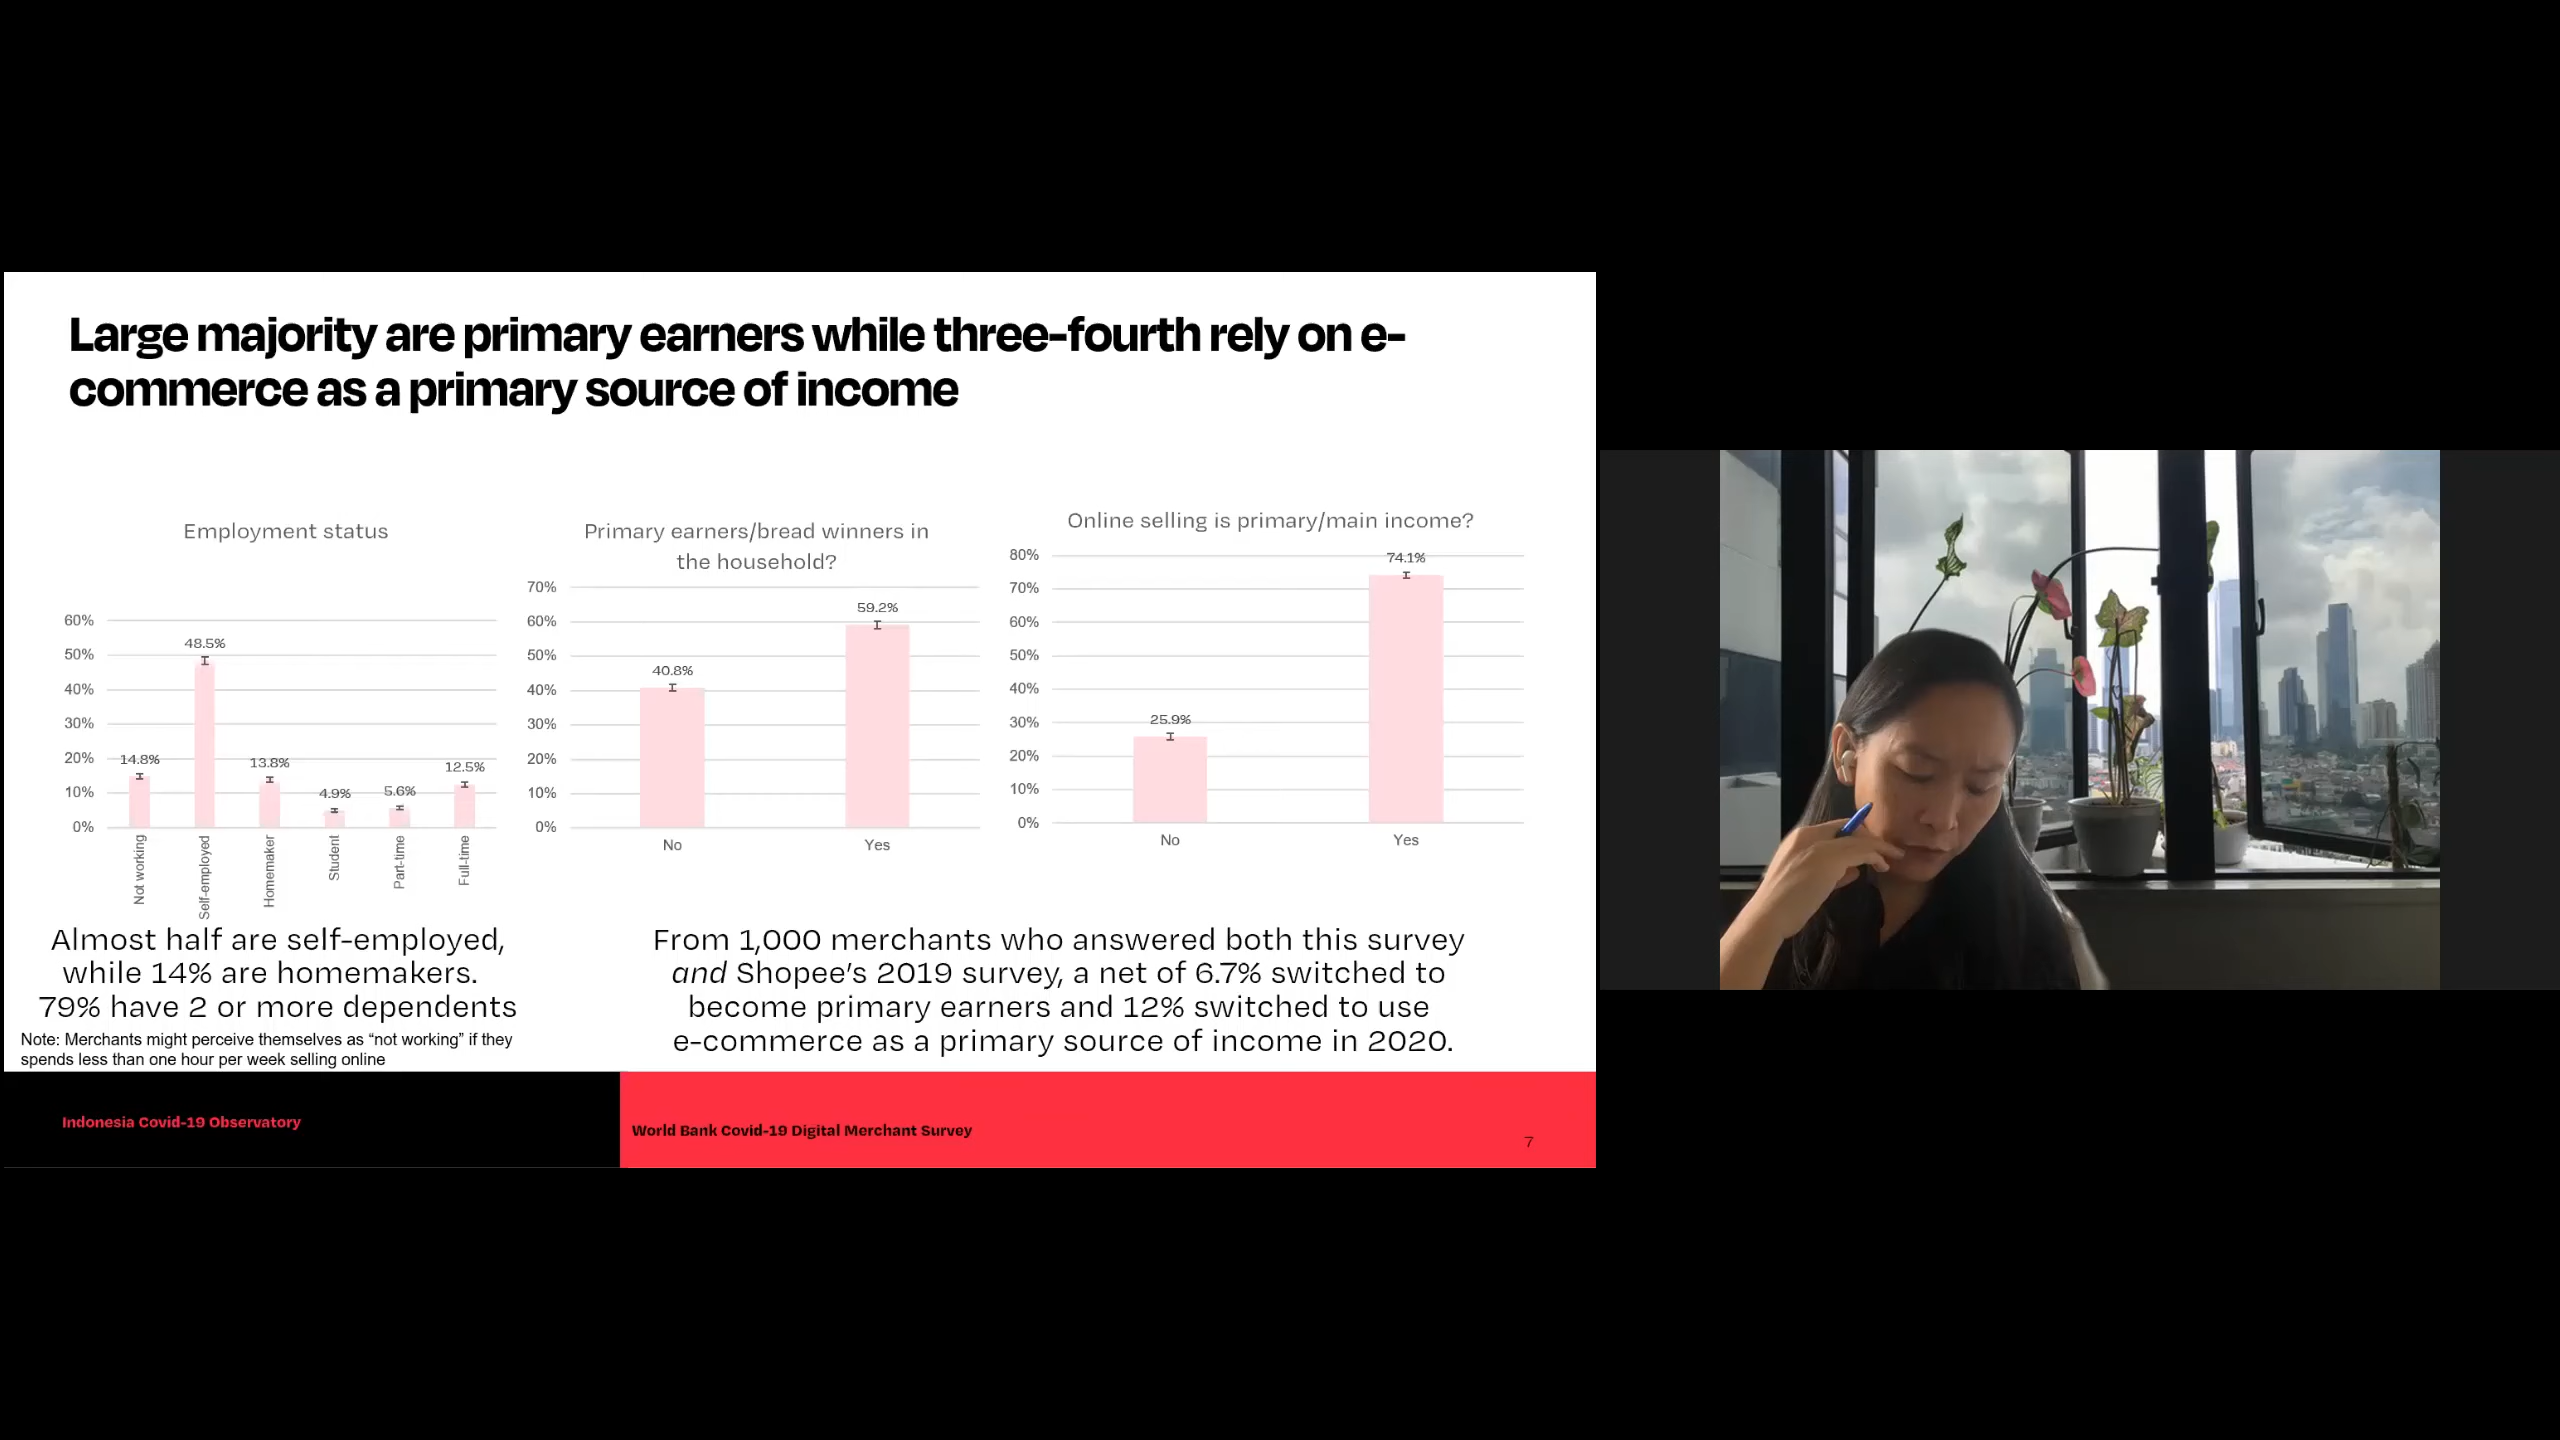 Large majority are primary earners while three-fourth rely on e-
commerce as a primary source of income
Employment status
60%
50%
40%
30%
20%
10%
0%
14.8%
48.5%
13.8%
4.9%
5.6%
12.5%
Not working
Self-employed
Homemaker
Student
Part-time
Full-time
Primary earners/bread winners in
the household?
70%
60%
50%
40%
30%
20%
10%
0%
40.8%
59.2%
No
Yes
Online selling is primary/main income?
80%
70%
60%
50%
40%
30%
20%
10%
0%
25.9%
74.1%
No
Yes
Almost half are self-employed,
while 14% are homemakers.
79% have 2 or more dependents
Note: Merchants might perceive themselves as “not working” if they
spends less than one hour per week selling online
From 1,000 merchants who answered both this survey
and Shopee’s 2019 survey, a net of 6.7% switched to
become primary earners and 12% switched to use
e-commerce as a primary source of income in 2020.
Indonesia Covid-19 Observatory
World Bank Covid-19 Digital Merchant Survey
7